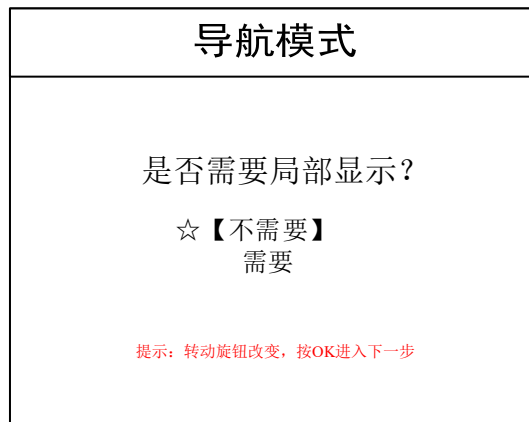 导航模式
是否需要局部显示？
☆【不需要】
需要
提示：转动旋钮改变，按OK进入下一步